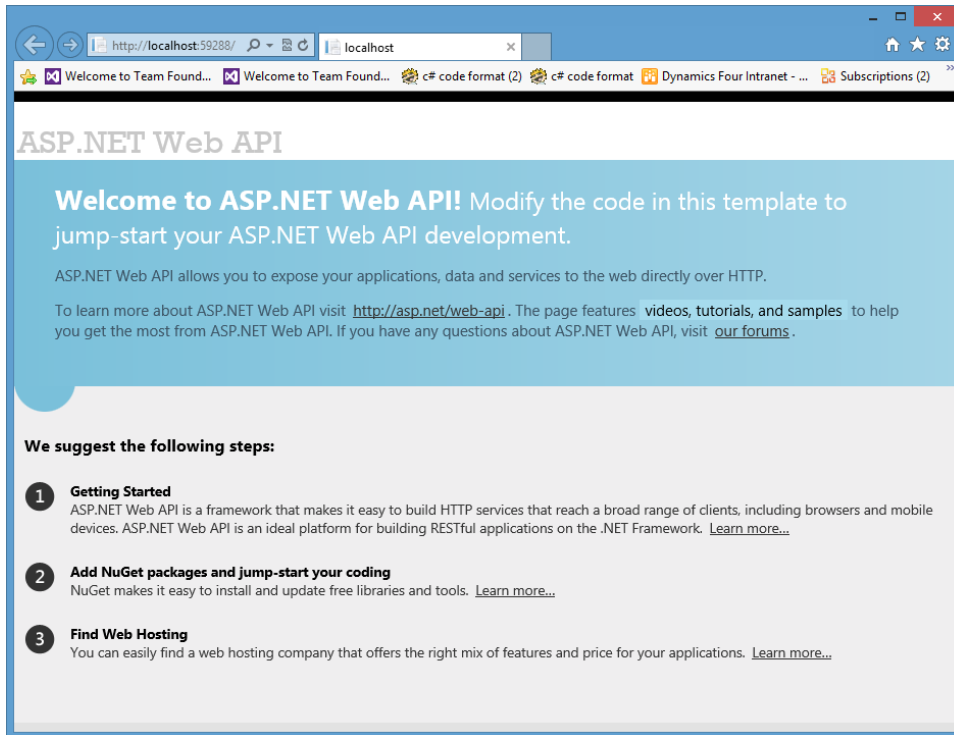 http://localhost:59288/
localhost
Welcome to Team Found...
Welcome to Team Found...
c# code format (2)
c# code format
Dynamics Four Intranet - ...
Subscriptions (2)
ASP.NET Web API
Welcome to ASP.NET Web API! Modify the code in this template to
jump-start your ASP.NET Web API development.
ASP.NET Web API allows you to expose your applications, data and services to the web directly over HTTP.
To learn more about ASP.NET Web API visit http://asp.net/web-api. The page features videos, tutorials, and samples to help
you get the most from ASP.NET Web API. If you have any questions about ASP.NET Web API, visit our forums.
We suggest the following steps:
1
Getting Started
ASP.NET Web API is a framework that makes it easy to build HTTP services that reach a broad range of clients, including browsers and mobile
devices. ASP.NET Web API is an ideal platform for building RESTful applications on the .NET Framework. Learn more...
2
Add NuGet packages and jump-start your coding
NuGet makes it easy to install and update free libraries and tools. Learn more...
3
Find Web Hosting
You can easily find a web hosting company that offers the right mix of features and price for your applications. Learn more...